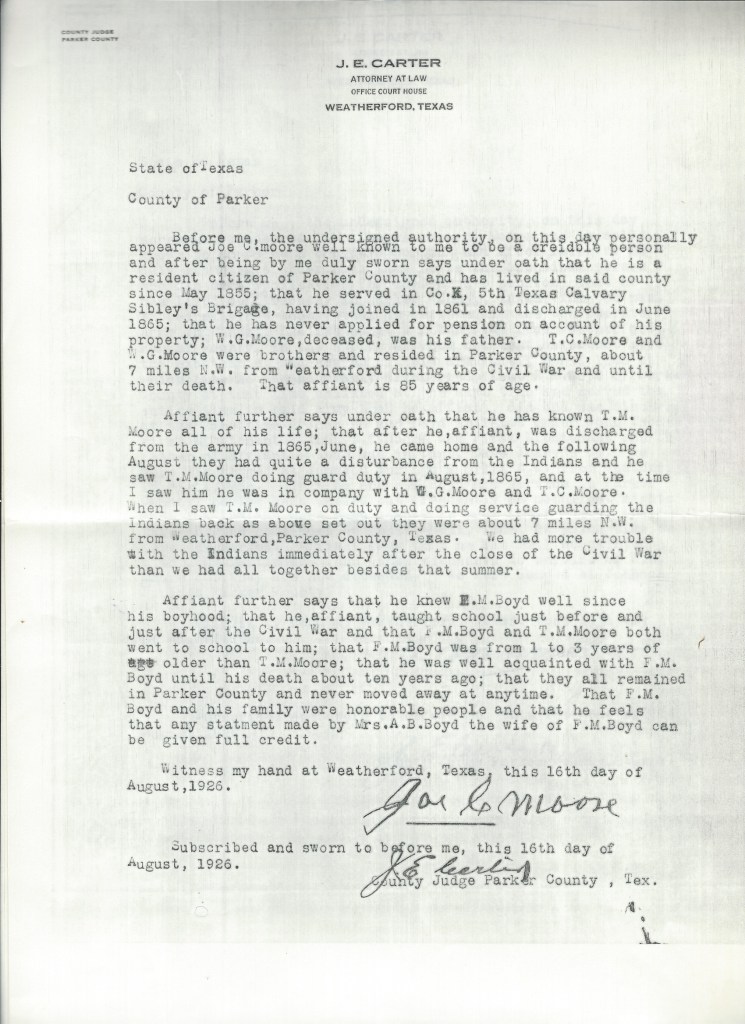 COUNTY JUDGE
PARKER COUNTY
J. E. CARTER
ATTORNEY AT LAW
OFFICE COURT HOUSE
WEATHERFORD, TEXAS
State of Texas
County of Parker
Before me, the undersigned authority, on this day personally
appeared Joe C.moore well known to me to be a creidble person
and after being by me duly sworn says under oath that he is a
resident citizen of Parker County and has lived in said county
since May 1855; that he served in Co. 5th Texas Calvary
Sibley's Brigade, having joined in 1861 and discharged in June
1865; that he has never applied for pension on account of his
property; W.G.Moore,deceased, was his father. T.C.Moore and
W.G.Moore were brothers and resided in Parker County, about
7 miles N.W. from Weatherford during the Civil War and until
their death. That affiant is 85 years of age.
Affiant further says under oath that he has known T.M.
Moore all of his life; that after he,affiant, was discharged
from the army in 1865,June, he came home and the following
August they had quite a disturbance from the Indians and he
saw T.M.Moore doing guard duty in August,1865, and at the time
I saw him he was in company with W.G.Moore and T.C.Moore.
When I saw T.M. Moore on duty and doing service guarding the
Indians back as above set out they were about 7 miles N.W.
from Weatherford,Parker County, Texas. We had more trouble
with the Indians immediately after the close of the Civil War
than we had all together besides that summer.
Affiant further says that he knew F.M.Boyd well since
his boyhood; that he,affiant, taught school just before and
just after the Civil War and that F.M.Boyd and T.M.Moore both
went to school to him; that F.M.Boyd was from 1 to 3 years of
age older than T.M.Moore; that he was well acquainted with F.M.
Boyd until his death about ten years ago; that they all remained
in Parker County and never moved away at anytime. That F.M.
Boyd and his family were honorable people and that he feels
that any statment made by Mrs.A.B.Boyd the wife of F.M.Boyd can
be given full credit.
Witness my hand at Weatherford, Texas, this 16th day of
August,1926.
Joe C Moore
Subscribed and sworn to before me, this 16th day of
August, 1926.
J E Carter
County Judge Parker County , Tex.